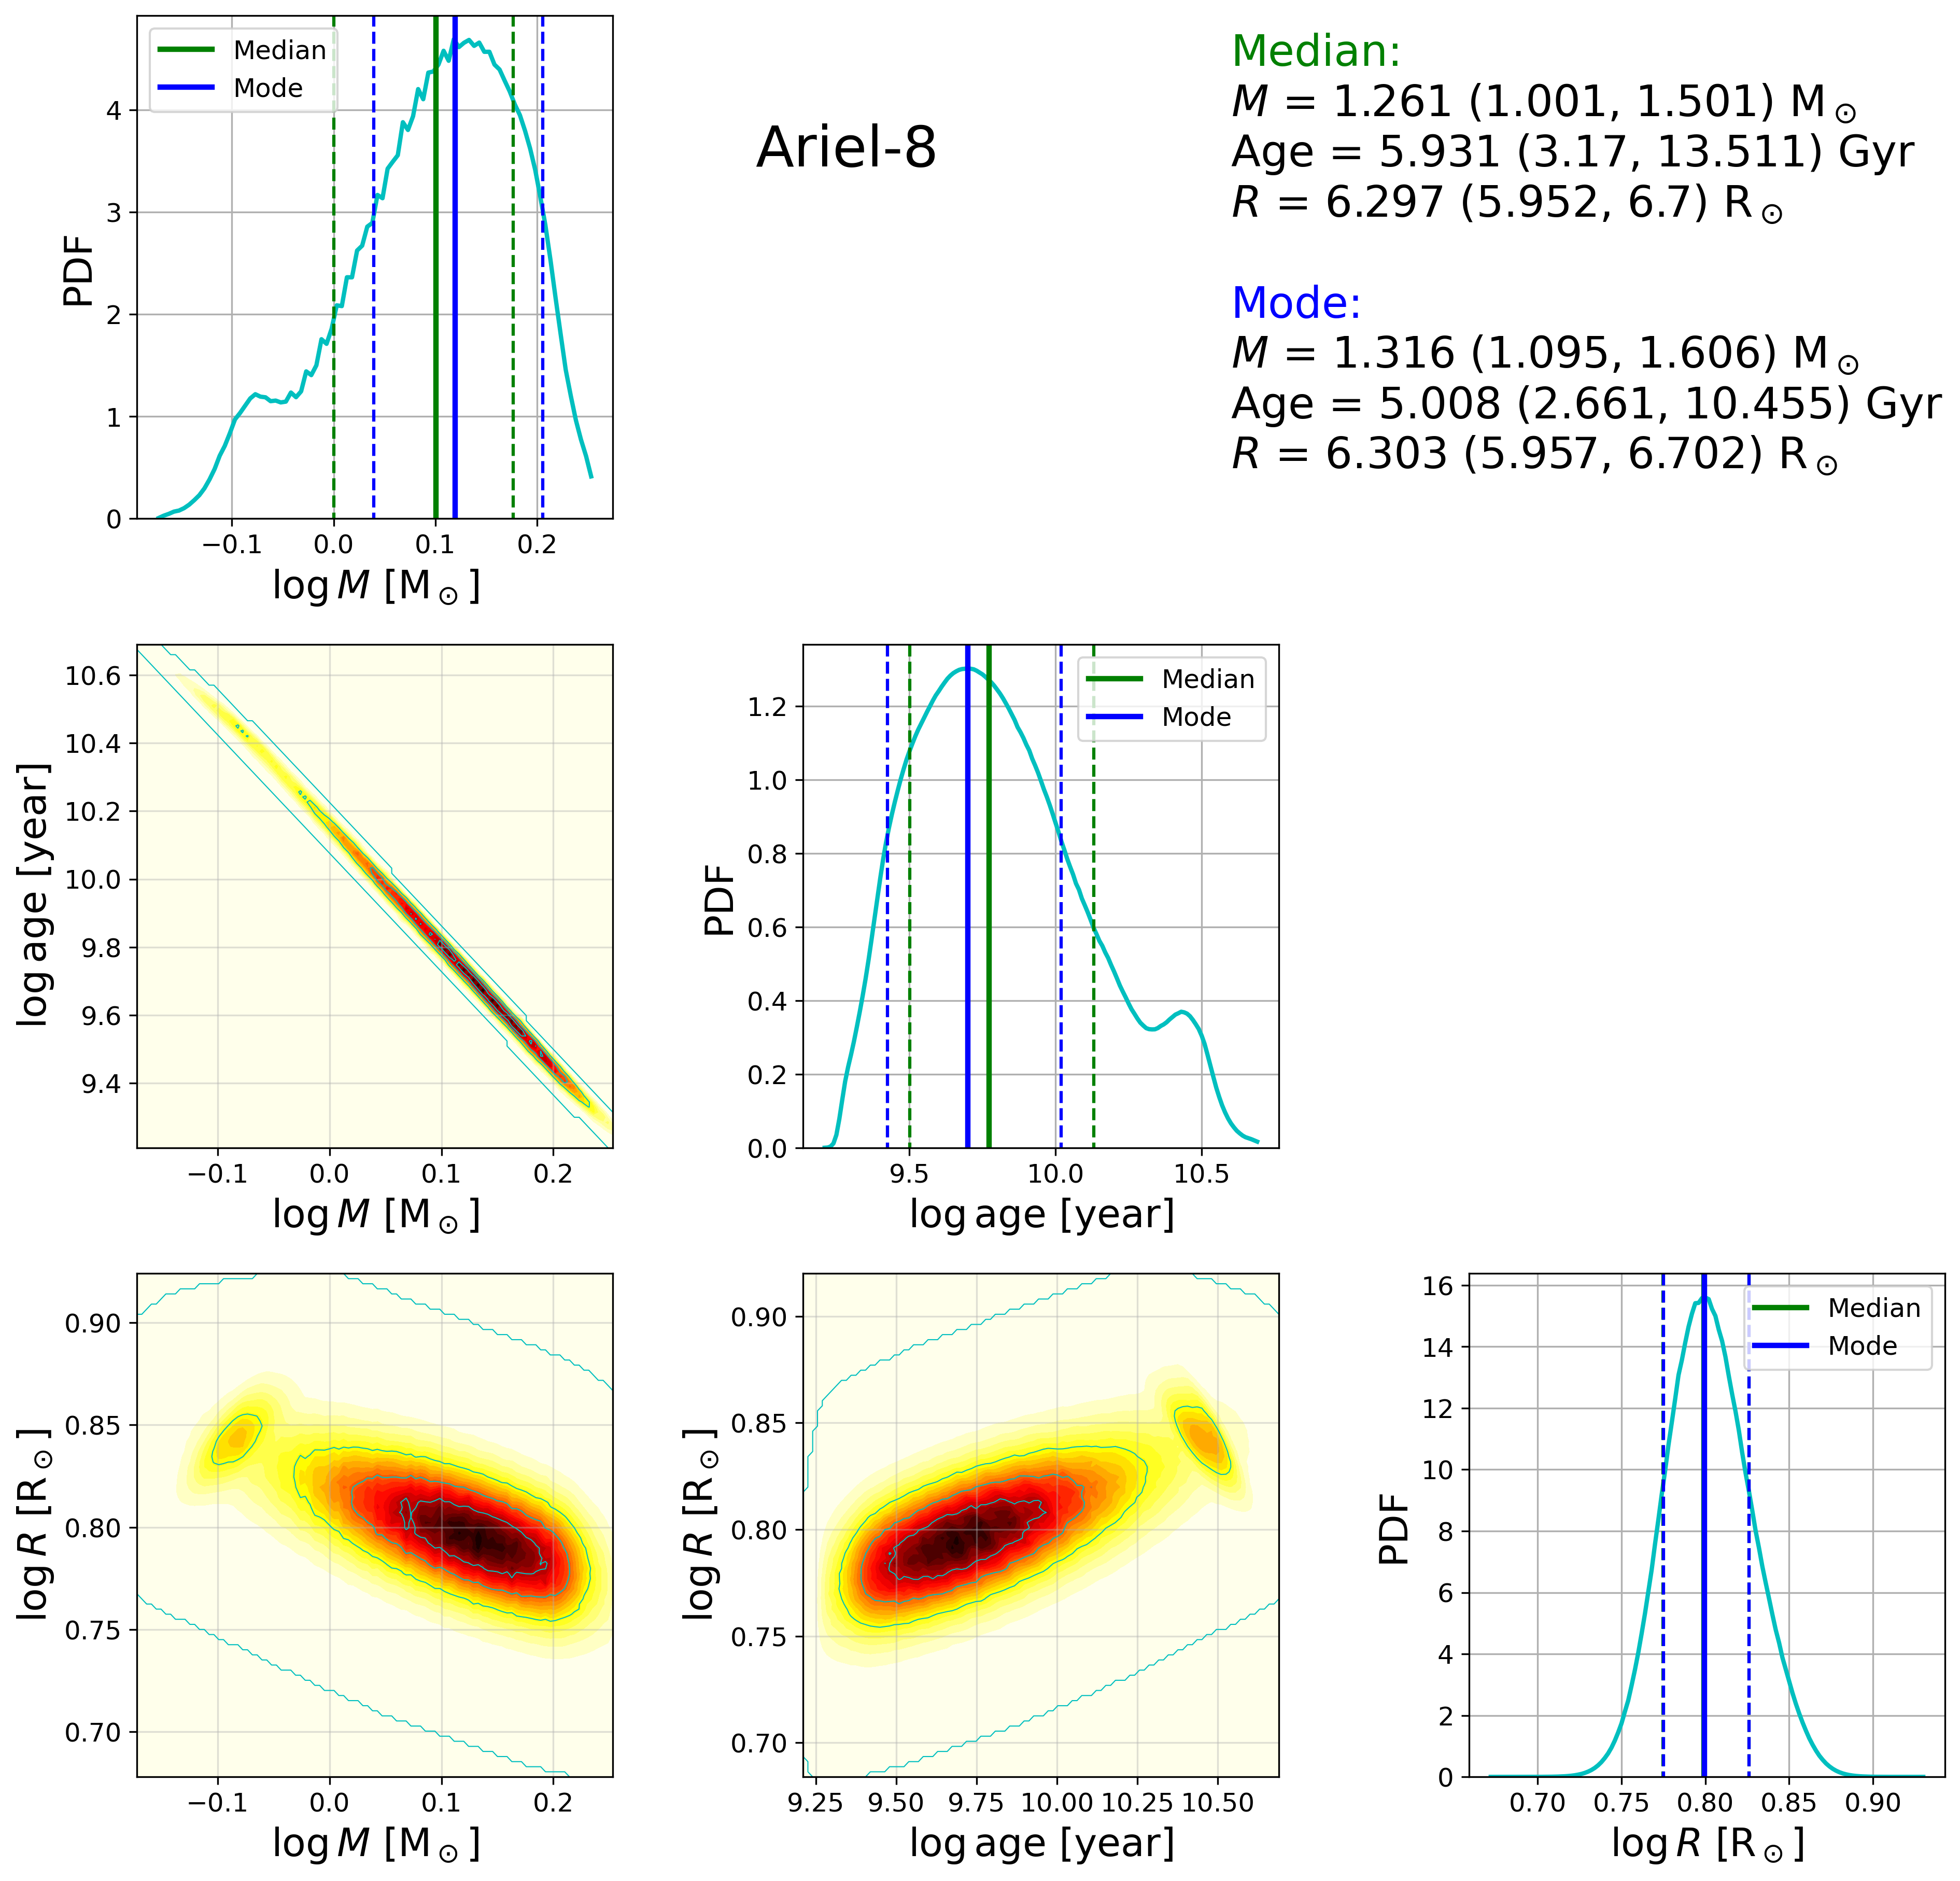 Median
Mode
4
3
2
1
0
−0.1 0.0 0.1 0.2
PDF
log M [M⊙]
Ariel-8
Median:
M = 1.261 (1.001, 1.501) M⊙
Age = 5.931 (3.17, 13.511) Gyr
R = 6.297 (5.952, 6.7) R⊙
Mode:
M = 1.316 (1.095, 1.606) M⊙
Age = 5.008 (2.661, 10.455) Gyr
R = 6.303 (5.957, 6.702) R⊙
10.6
10.4
10.2
10.0
9.8
9.6
9.4
−0.1 0.0 0.1 0.2
log age [year]
log M [M⊙]
Median
Mode
1.2
1.0
0.8
0.6
0.4
0.2
0.0
9.5 10.0 10.5
PDF
log age [year]
0.90
0.85
0.80
0.75
0.70
−0.1 0.0 0.1 0.2
log R [R⊙]
log M [M⊙]
0.90
0.85
0.80
0.75
0.70
9.25 9.50 9.75 10.00 10.25 10.50
log R [R⊙]
log age [year]
Median
Mode
16
14
12
10
8
6
4
2
0
0.70 0.75 0.80 0.85 0.90
PDF
log R [R⊙]